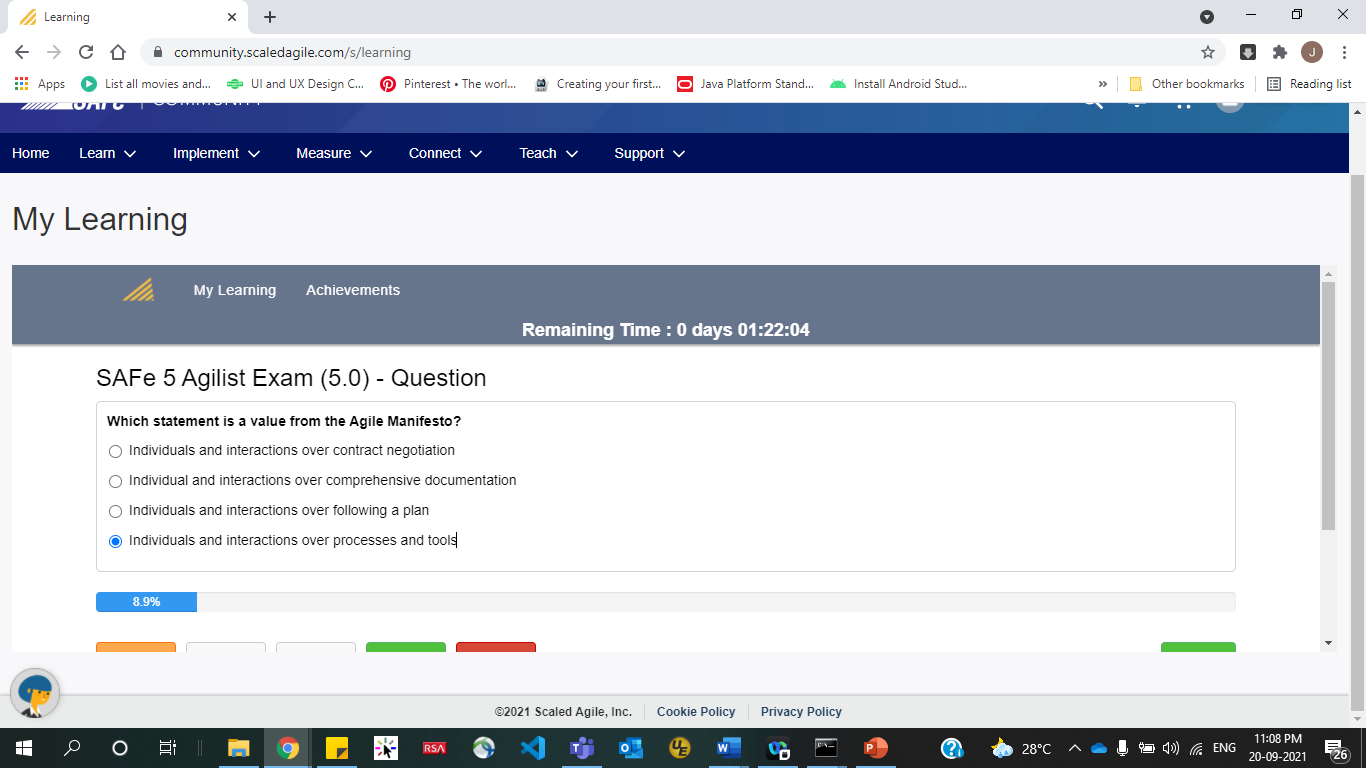 Learning
community.scaledagile.com/s/learning
J
Apps List all movies and... UI and UX Design C... Pinterest • The worl... Creating your first... Java Platform Stand... Install Android Stud... » Other bookmarks Reading list
SAFe COMMUNITY
Home Learn Implement Measure Connect Teach Support
My Learning
My Learning Achievements
Remaining Time : 0 days 01:22:04
SAFe 5 Agilist Exam (5.0) - Question
Which statement is a value from the Agile Manifesto?
Individuals and interactions over contract negotiation
Individual and interactions over comprehensive documentation
Individuals and interactions over following a plan
Individuals and interactions over processes and tools
8.9%
©2021 Scaled Agile, Inc. Cookie Policy Privacy Policy
RSA UE 28°C ENG 11:08 PM
20-09-2021 26